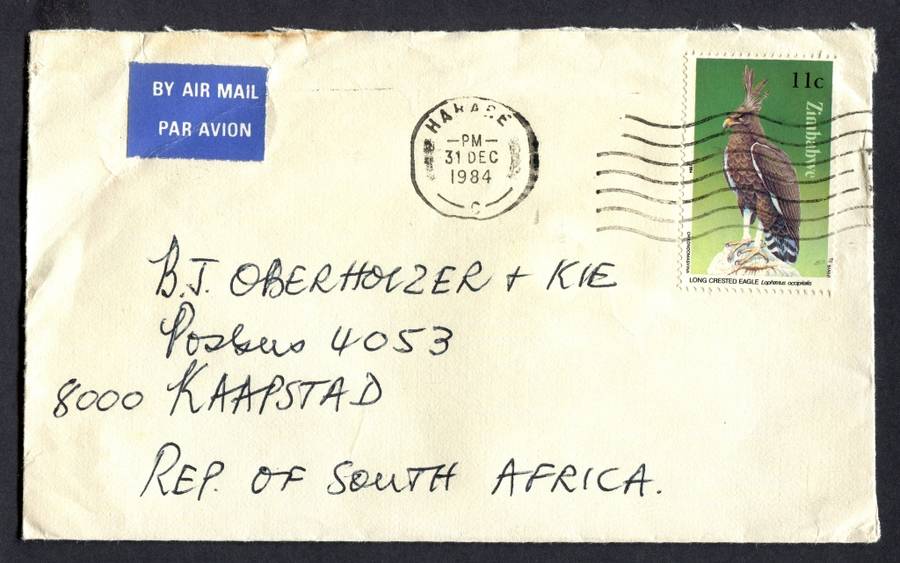 BY AIR MAIL
PAR AVION
HARARE
—PM—
31 DEC
1984
C
11c
Zimbabwe
LONG CRESTED EAGLE Lophaetus occipitalis
B.J. OBERHOLZER + KIE
Posbus 4053
8000 KAAPSTAD
REP. OF SOUTH AFRICA.